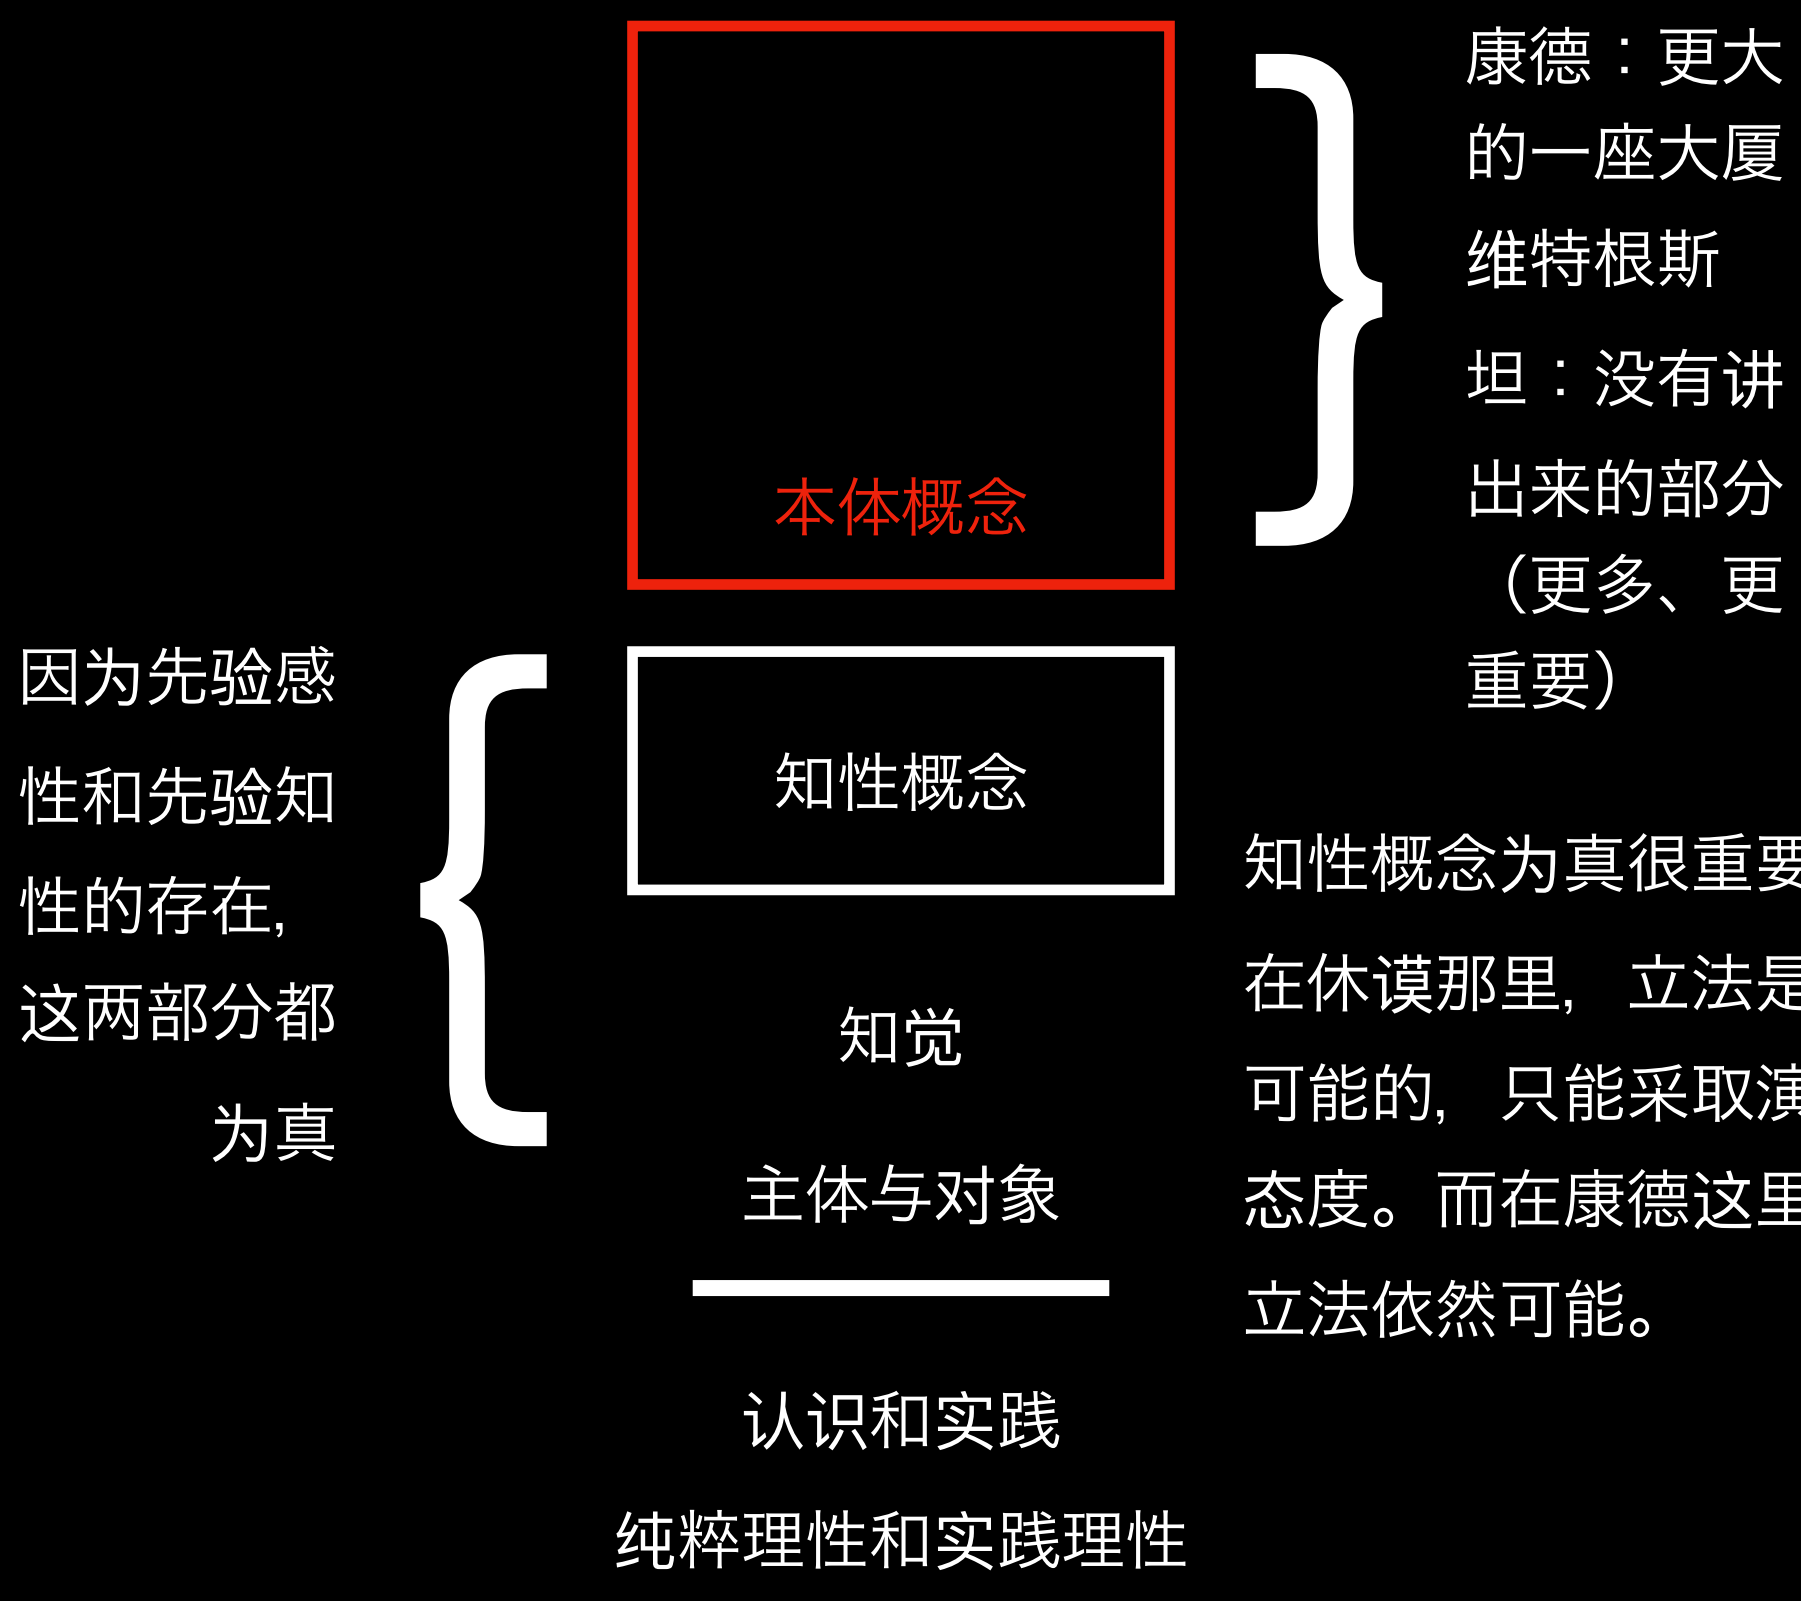 康德：更大
的一座大厦
维特根斯
坦：没有讲
出来的部分
（更多、更
重要）
本体概念
因为先验感
性和先验知
性的存在,
这两部分都
为真
知性概念
知觉
主体与对象
知性概念为真很重要
在休谟那里, 立法是
可能的, 只能采取演
态度。而在康德这里
立法依然可能。
认识和实践
纯粹理性和实践理性